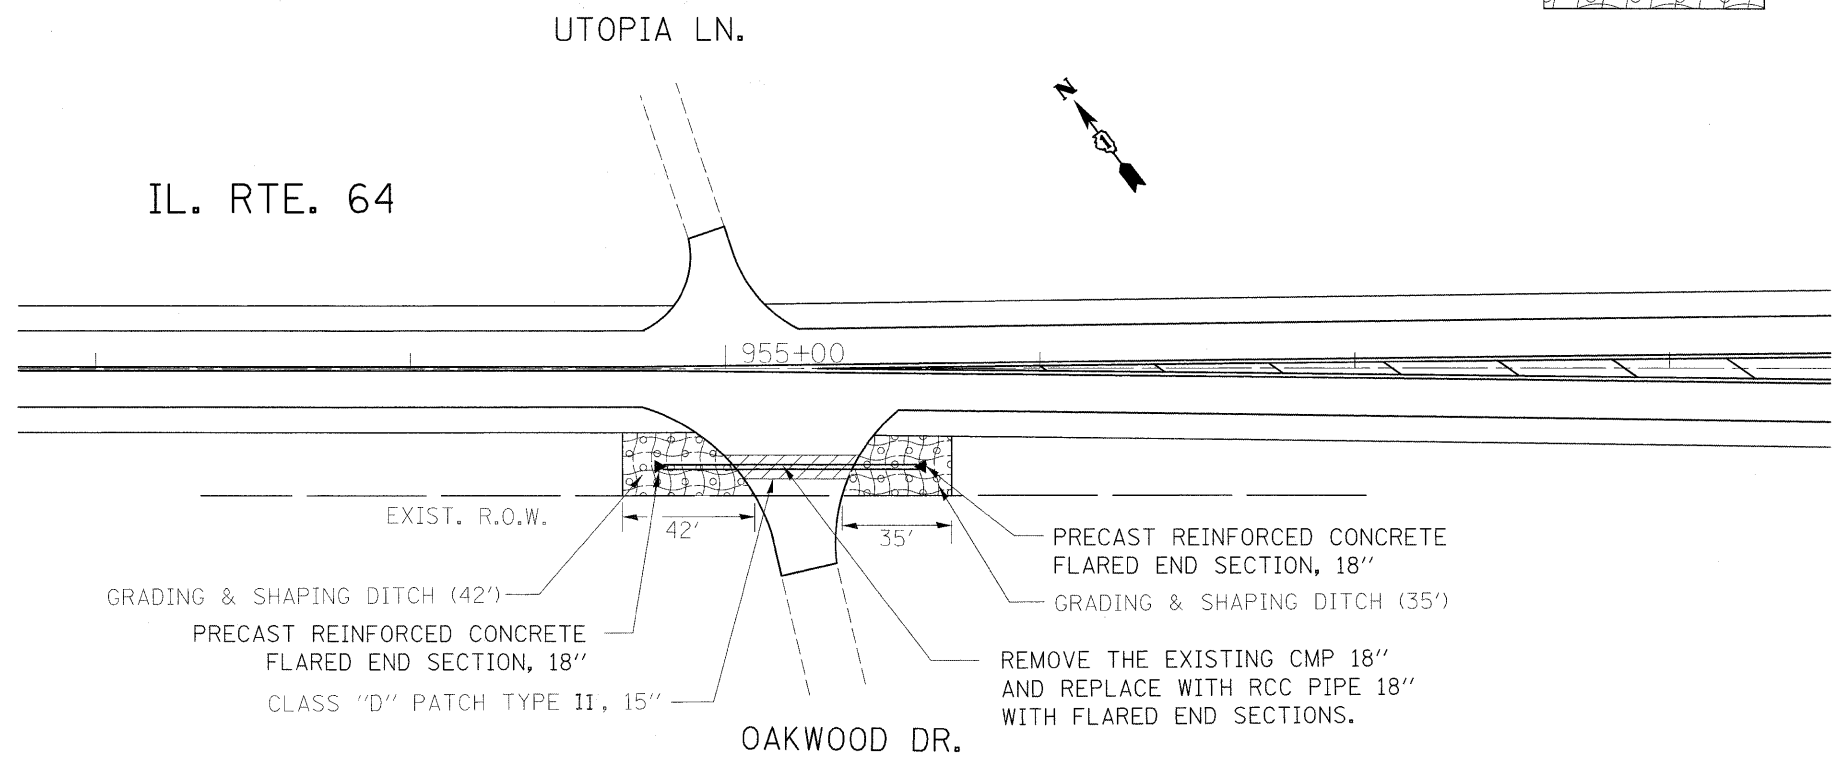 UTOPIA LN.
N
1
IL. RTE. 64
955+00
EXIST. R.O.W.
42'
35'
PRECAST REINFORCED CONCRETE
FLARED END SECTION, 18"
GRADING & SHAPING DITCH (35')
GRADING & SHAPING DITCH (42')
PRECAST REINFORCED CONCRETE
FLARED END SECTION, 18"
CLASS "D" PATCH TYPE II, 15"
REMOVE THE EXISTING CMP 18"
AND REPLACE WITH RCC PIPE 18"
WITH FLARED END SECTIONS.
OAKWOOD DR.